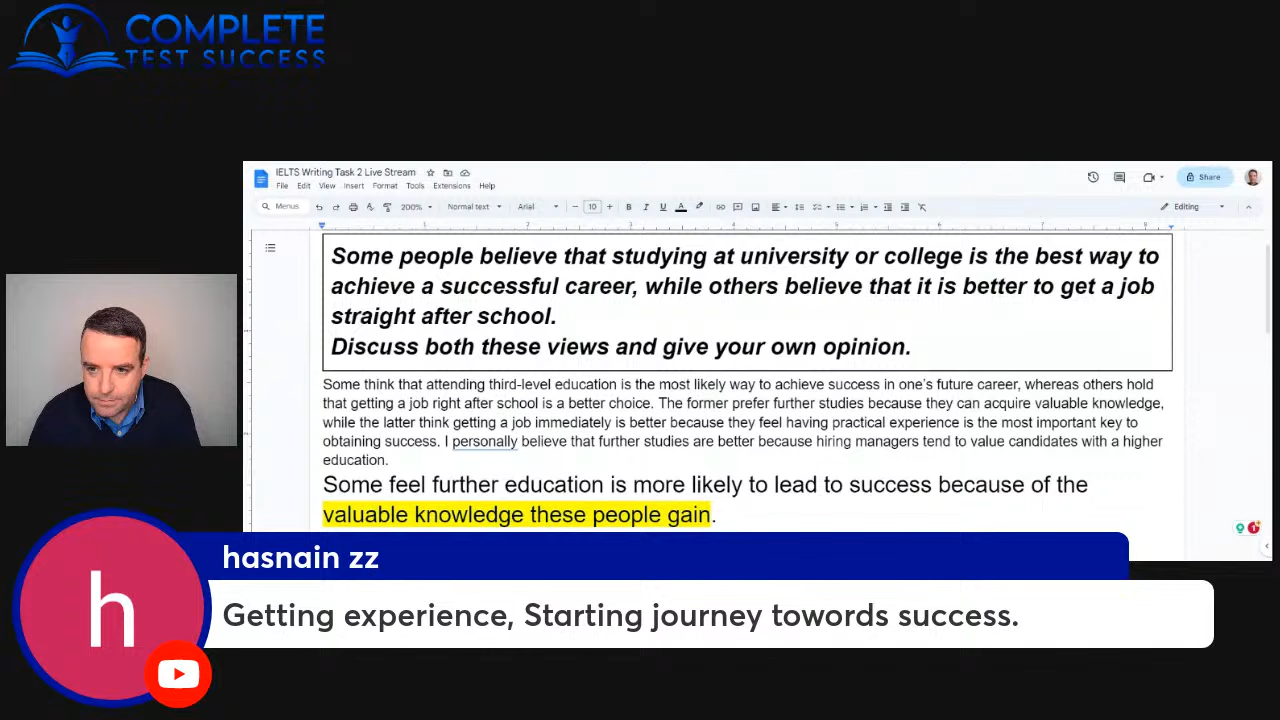 COMPLETE
TEST SUCCESS
IELTS Writing Task 2 Live Stream
File Edit View Insert Format Tools Extensions Help
Share
Menus
200%
Normal text
Arial
10
Editing
Some people believe that studying at university or college is the best way to
achieve a successful career, while others believe that it is better to get a job
straight after school.
Discuss both these views and give your own opinion.
Some think that attending third-level education is the most likely way to achieve success in one's future career, whereas others hold
that getting a job right after school is a better choice. The former prefer further studies because they can acquire valuable knowledge,
while the latter think getting a job immediately is better because they feel having practical experience is the most important key to
obtaining success. I personally believe that further studies are better because hiring managers tend to value candidates with a higher
education.
Some feel further education is more likely to lead to success because of the
valuable knowledge these people gain.
h
hasnain zz
Getting experience, Starting journey towords success.